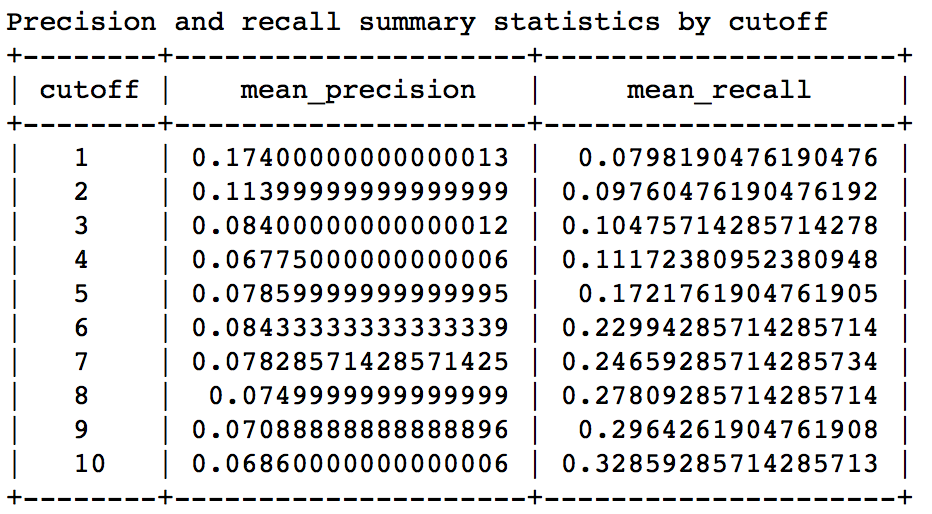 Precision and recall summary statistics by cutoff
+--------+---------------------+---------------------+
| cutoff |    mean_precision   |     mean_recall     |
+--------+---------------------+---------------------+
|   1    | 0.17400000000000013 |  0.0798190476190476 |
|   2    | 0.11399999999999999 | 0.09760476190476192 |
|   3    | 0.08400000000000012 | 0.10475714285714278 |
|   4    | 0.06775000000000006 | 0.11172380952380948 |
|   5    | 0.07859999999999995 |  0.1721761904761905 |
|   6    | 0.08433333333333339 | 0.22994285714285714 |
|   7    | 0.07828571428571425 | 0.24659285714285734 |
|   8    |  0.0749999999999999 | 0.27809285714285714 |
|   9    | 0.07088888888888896 |  0.2964261904761908 |
|   10   | 0.06860000000000006 | 0.32859285714285713 |
+--------+---------------------+---------------------+